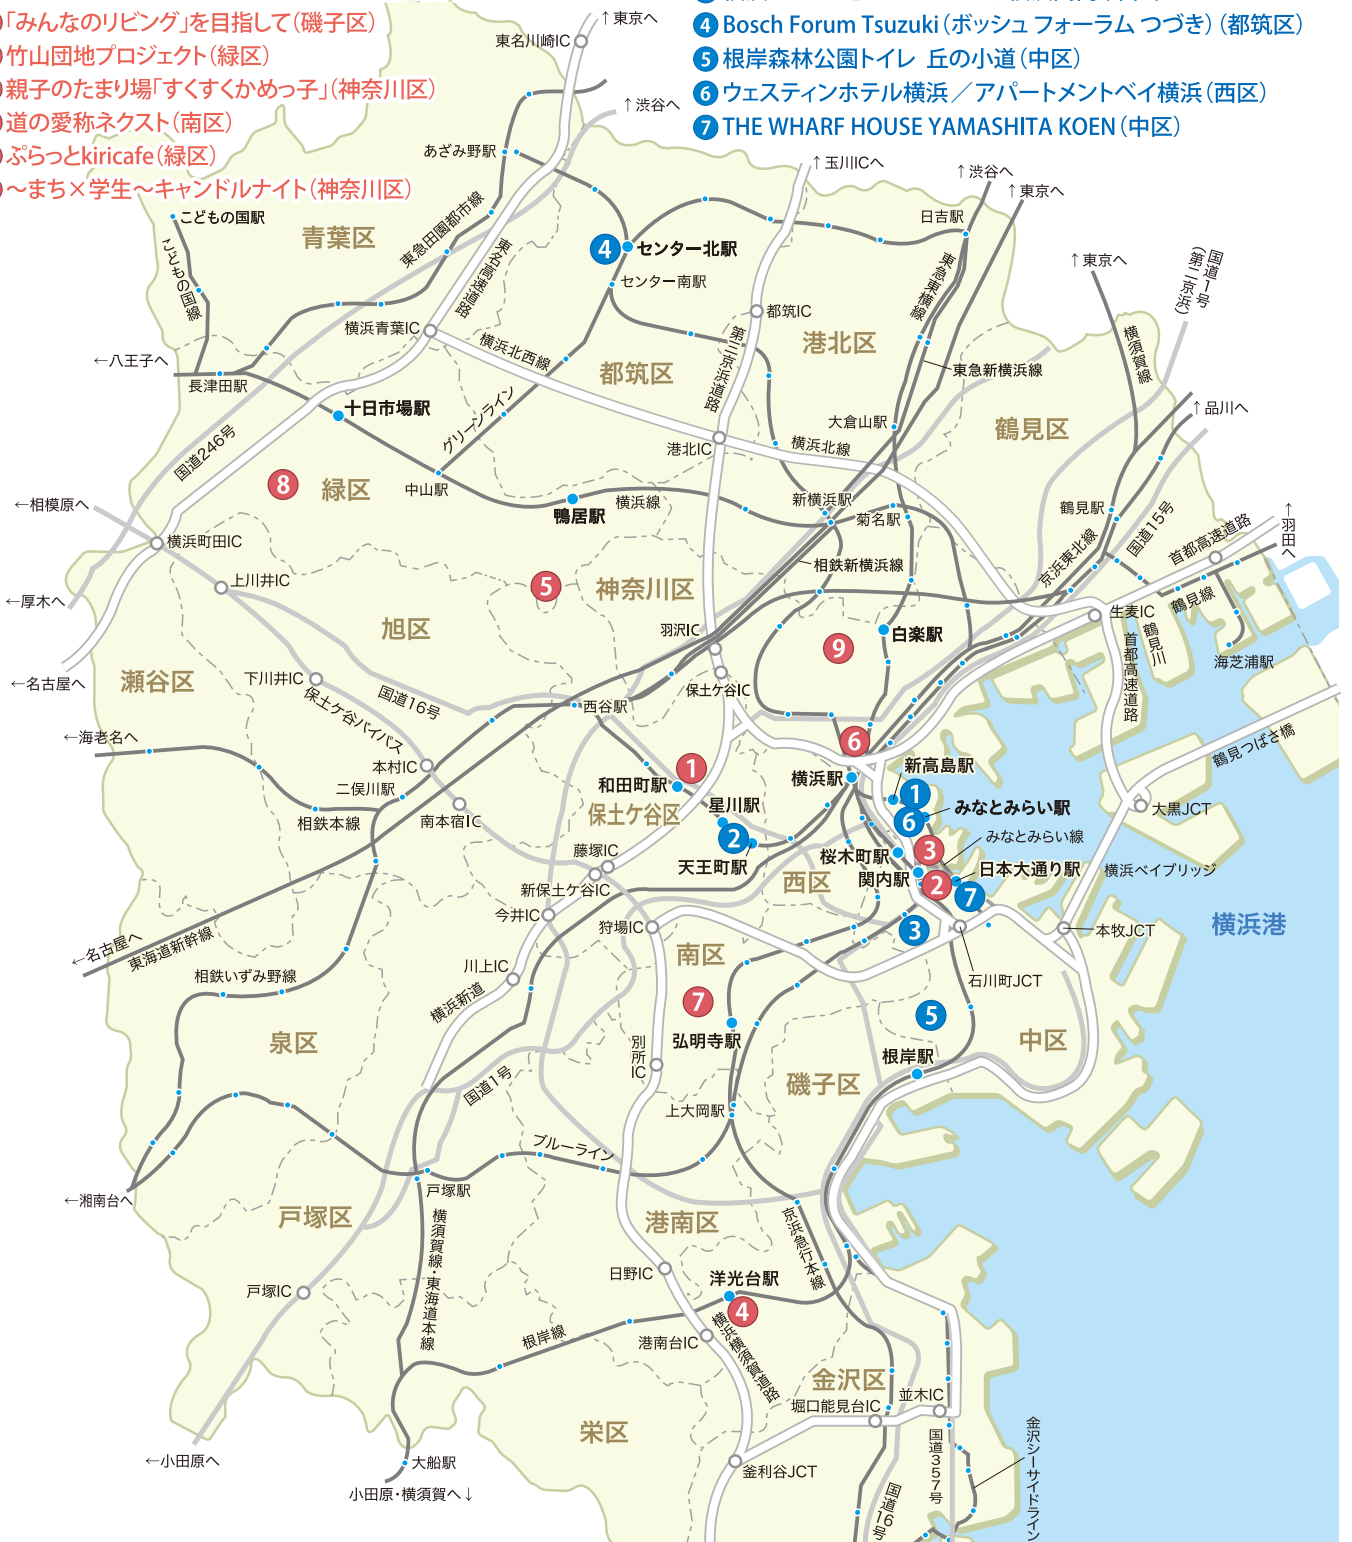 「みんなのリビング」を目指して（磯子区）
竹山団地プロジェクト（緑区）
親子のたまり場「すくすくかめっ子」（神奈川区）
道の愛称ネクスト（南区）
ぷらっとkiricafe（緑区）
～まち×学生～キャンドルナイト（神奈川区）
4 Bosch Forum Tsuzuki（ボッシュ フォーラム つづき）（都筑区）
5 根岸森林公園トイレ 丘の小道（中区）
6 ウェスティンホテル横浜／アパートメントベイ横浜（西区）
7 THE WHARF HOUSE YAMASHITA KOEN（中区）
↑東京へ
東名川崎IC
↑渋谷へ
あざみ野駅
↑玉川ICへ
↑渋谷へ
↑東京へ
こどもの国駅
青葉区
東急田園都市線
日吉駅
4
センター北駅
東名高速道路
こどもの国線
センター南駅
東急東横線
↑東京へ
国道1号
（第二京浜）
都筑IC
横浜青葉IC
横浜北西線
第三京浜道路
港北区
横須賀線
←八王子へ
長津田駅
都筑区
東急新横浜線
十日市場駅
グリーンライン
大倉山駅
↑品川へ
鶴見区
国道246号
港北IC
横浜北線
8
緑区
中山駅
横浜線
新横浜駅
菊名駅
鶴見駅
←相模原へ
鴨居駅
国道15号
首都高速道路
↑羽田へ
横浜町田IC
京浜東北線
相鉄新横浜線
上川井IC
5
神奈川区
←厚木へ
生麦IC
鶴見線
旭区
羽沢IC
白楽駅
鶴見川
首都高速道路
海芝浦駅
9
←名古屋へ
瀬谷区
下川井IC
保土ケ谷バイパス
国道16号
保土ケ谷IC
西谷駅
←海老名へ
6
鶴見つばさ橋
本村IC
1
横浜駅
新高島駅
和田町駅
二俣川駅
1
星川駅
みなとみらい駅
大黒JCT
相鉄本線
南本宿IC
保土ケ谷区
6
2
みなとみらい線
藤塚IC
天王町駅
桜木町駅
3
日本大通り駅
横浜ベイブリッジ
新保土ケ谷IC
西区
関内駅
2
7
今井IC
狩場IC
3
本牧JCT
横浜港
←名古屋へ
東海道新幹線
南区
川上IC
相鉄いずみ野線
石川町JCT
横浜新道
7
5
泉区
弘明寺駅
別所IC
中区
根岸駅
国道1号
磯子区
上大岡駅
ブルーライン
戸塚駅
←湘南台へ
戸塚区
横須賀線・東海道本線
港南区
京浜急行本線
日野IC
洋光台駅
戸塚IC
4
根岸線
港南台IC
横浜横須賀道路
金沢区
並木IC
堀口能見台IC
栄区
国道357号
金沢シーサイドライン
←小田原へ
大船駅
釜利谷JCT
小田原・横須賀へ↓
国道16号